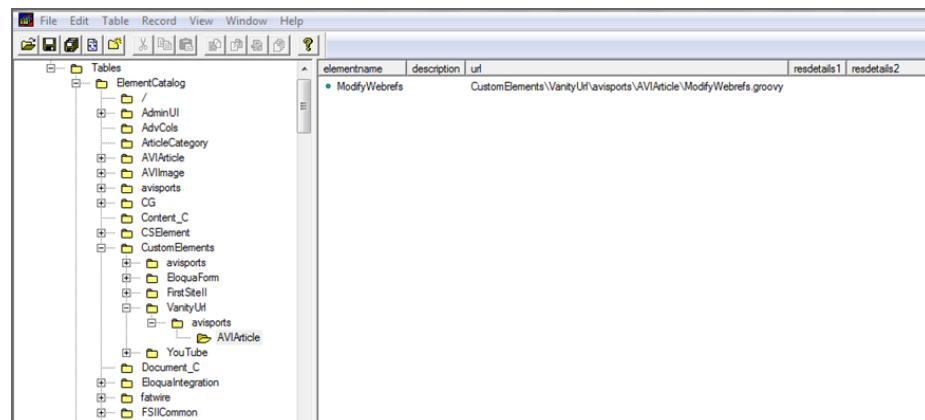 File Edit Table Record View Window Help
Tables
ElementCatalog
/
AdminUI
AdvCols
ArticleCategory
AVIArticle
AVIImage
avisports
CG
Content_C
CSElement
CustomElements
avisports
EloquaForm
FirstSiteII
VanityUrl
avisports
AVIArticle
YouTube
Document_C
EloquaIntegration
fatwire
FSIICommon
elementname description url resdetails1 resdetails2
ModifyWebrefs CustomElements\VanityUrl\avisports\AVIArticle\ModifyWebrefs.groovy